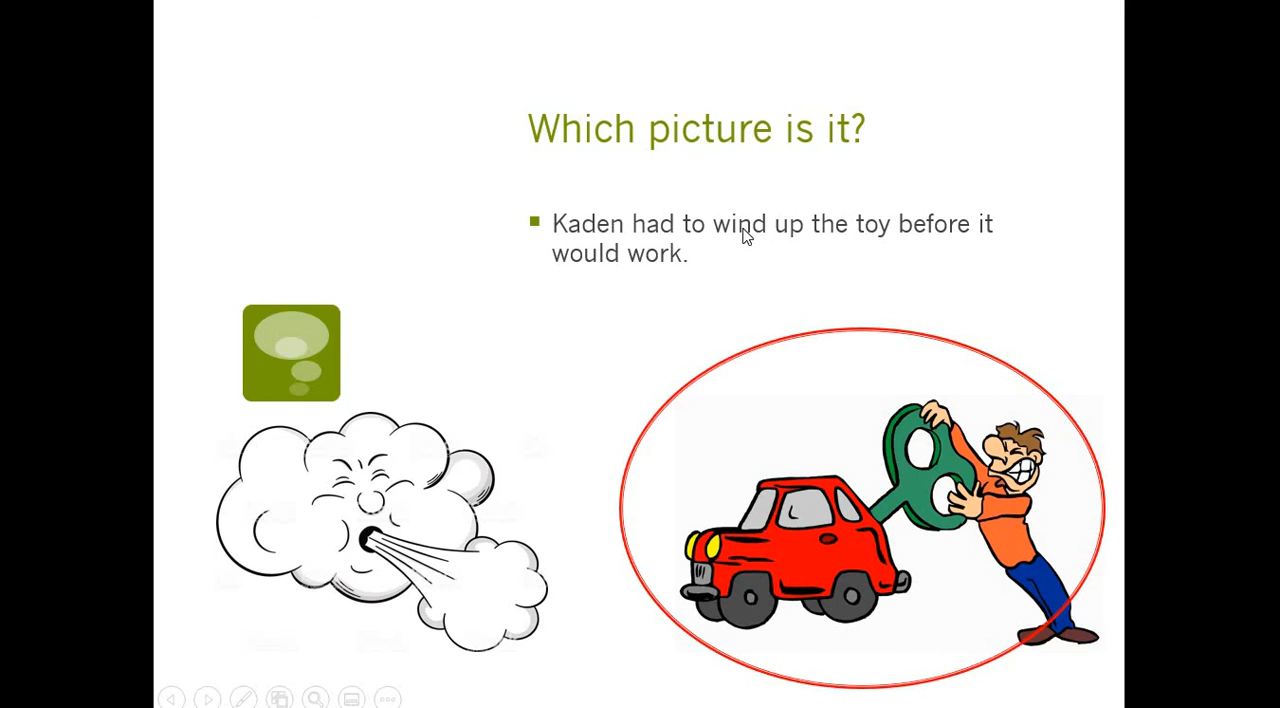 Which picture is it?
Kaden had to wind up the toy before it
would work.